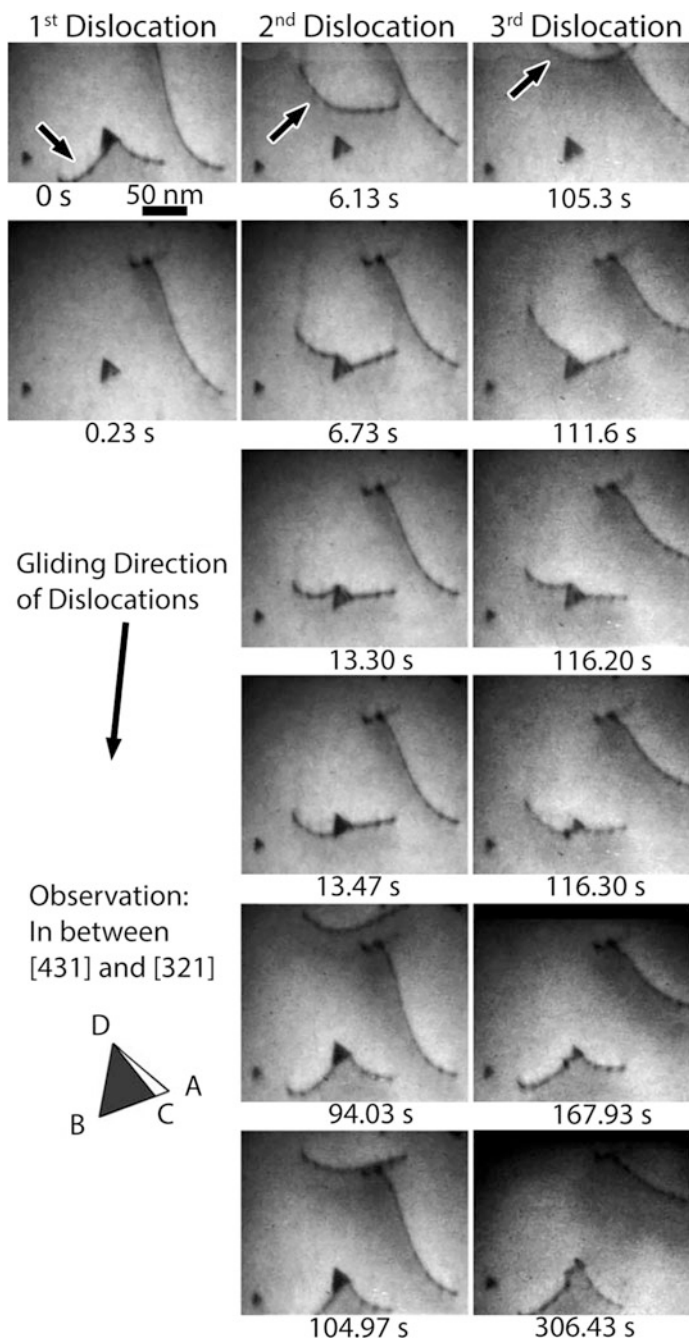 1st Dislocation 2nd Dislocation 3rd Dislocation
0 s 50 nm 6.13 s 105.3 s
0.23 s 6.73 s 111.6 s
Gliding Direction
of Dislocations
13.30 s 116.20 s
13.47 s 116.30 s
Observation:
In between
[431] and [321]
D
A
B C
94.03 s 167.93 s
104.97 s 306.43 s